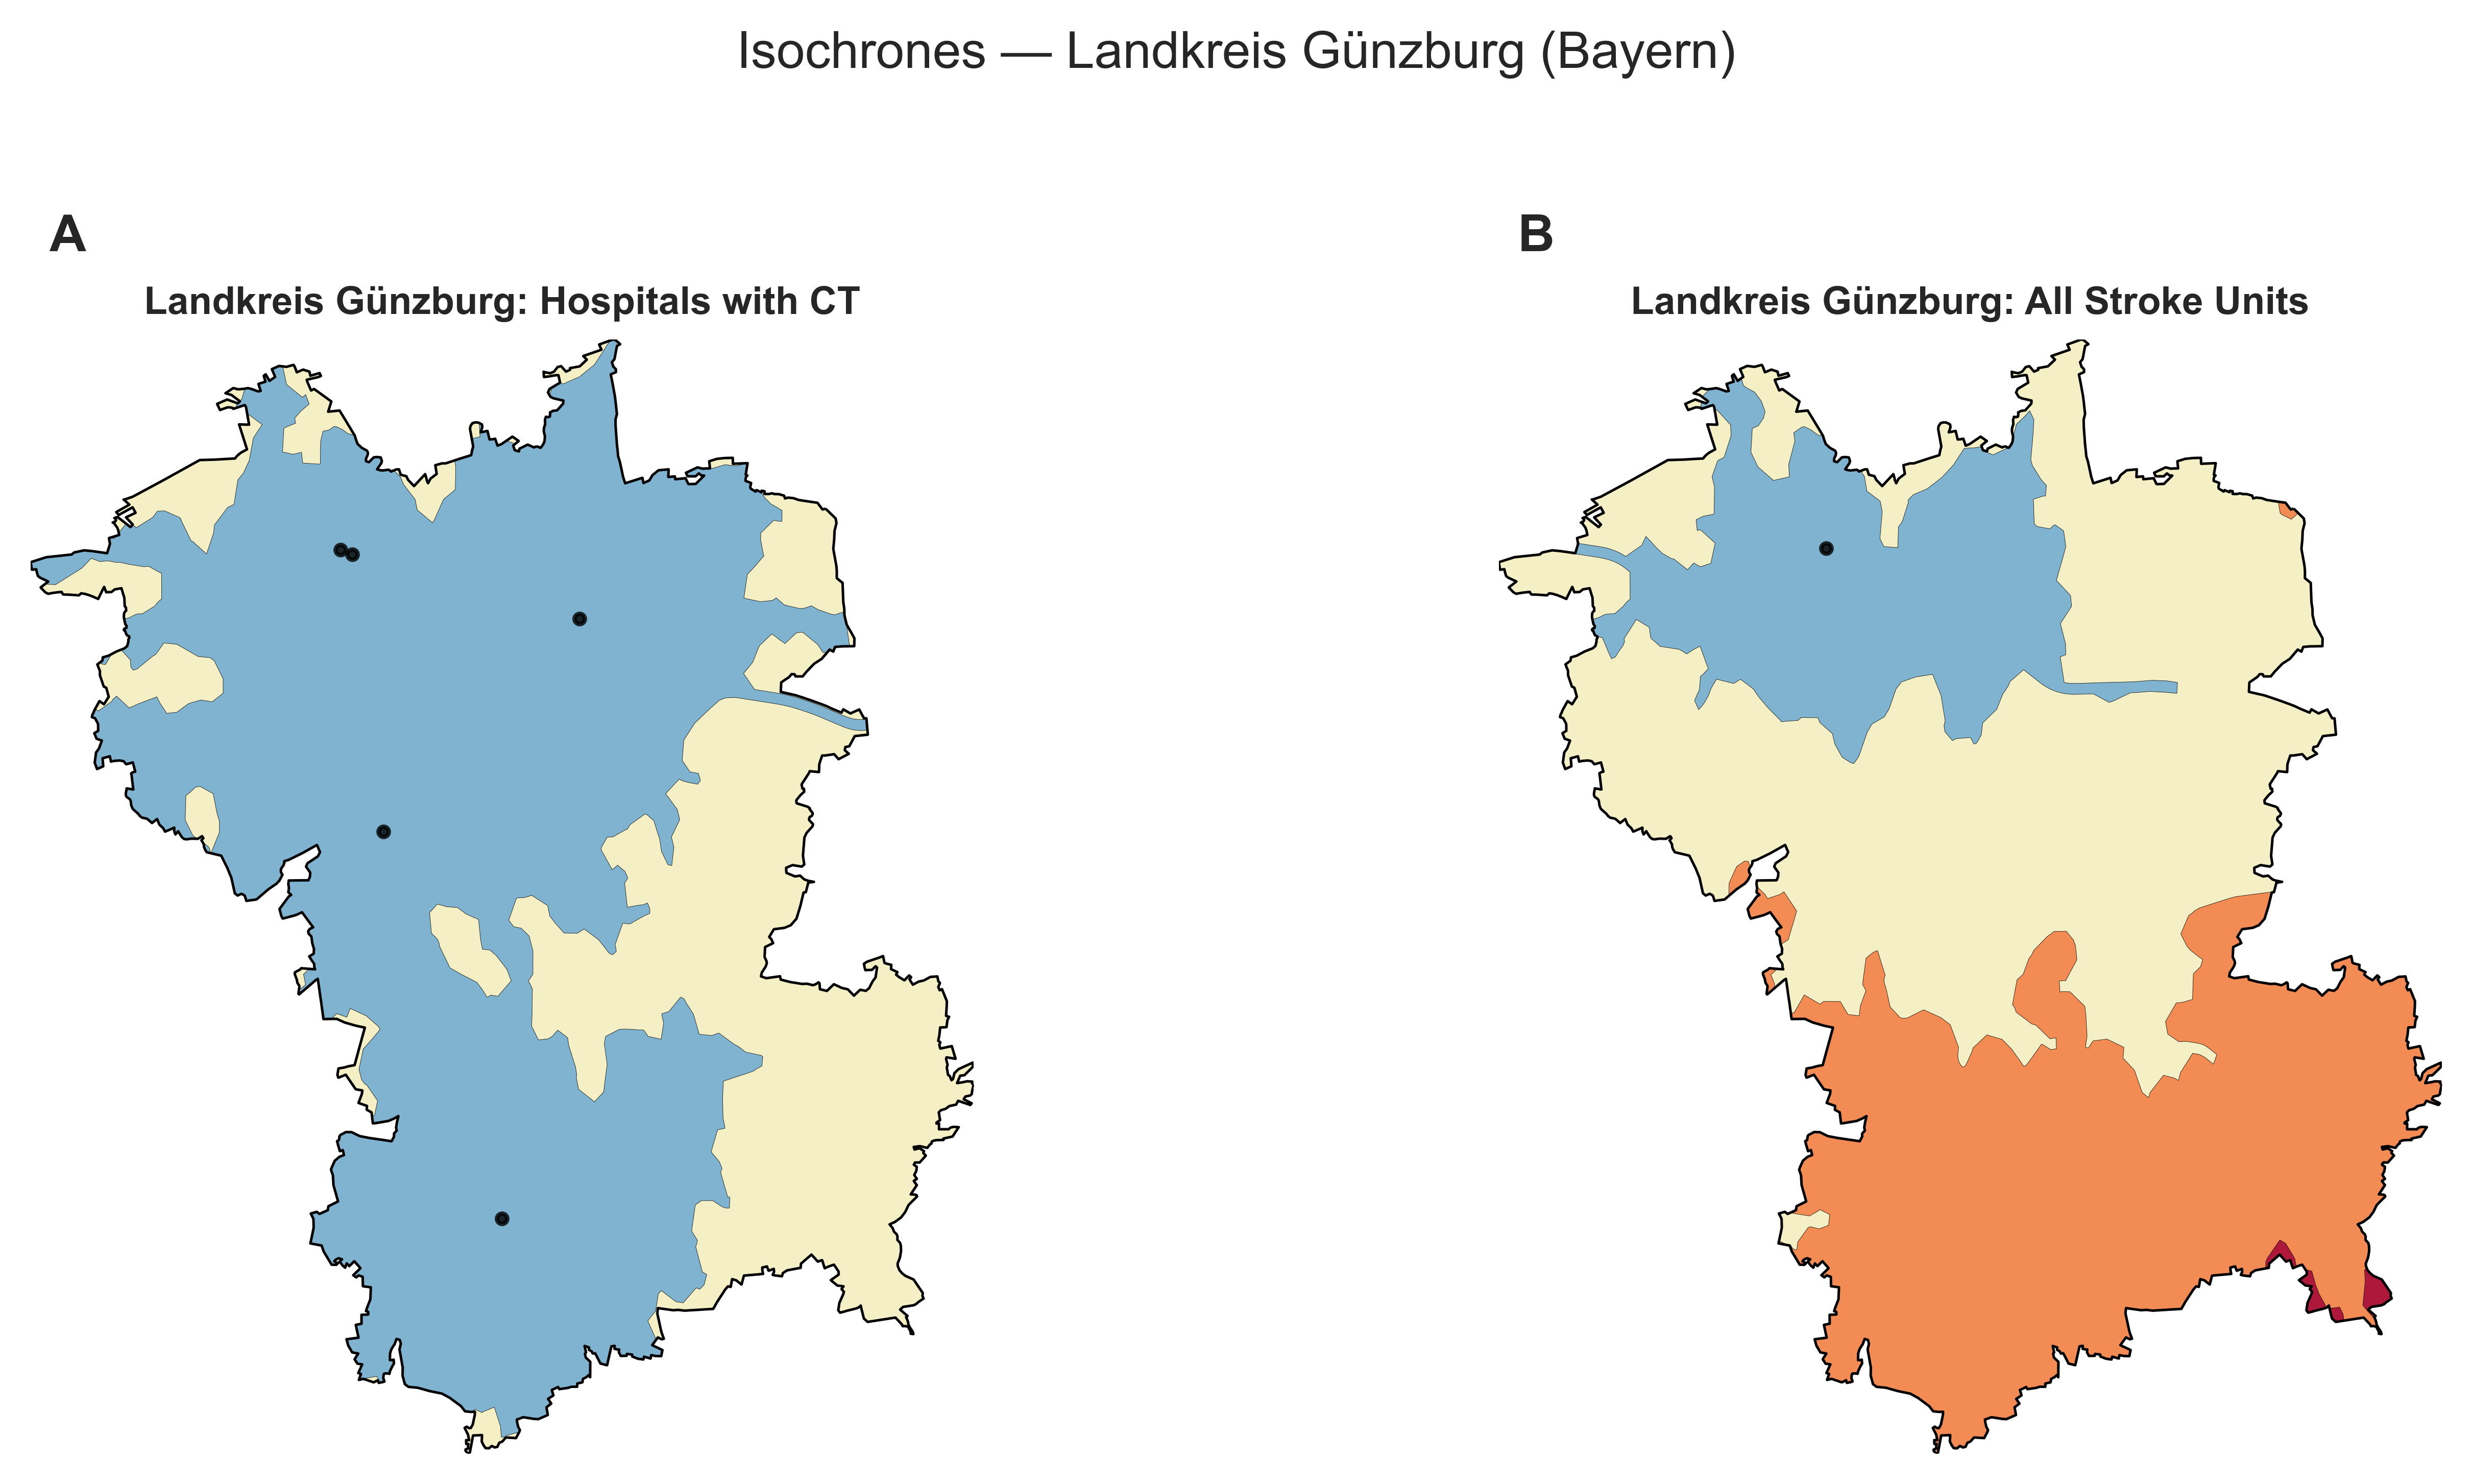 Isochrones — Landkreis Günzburg (Bayern)
A
B
Landkreis Günzburg: Hospitals with CT
Landkreis Günzburg: All Stroke Units